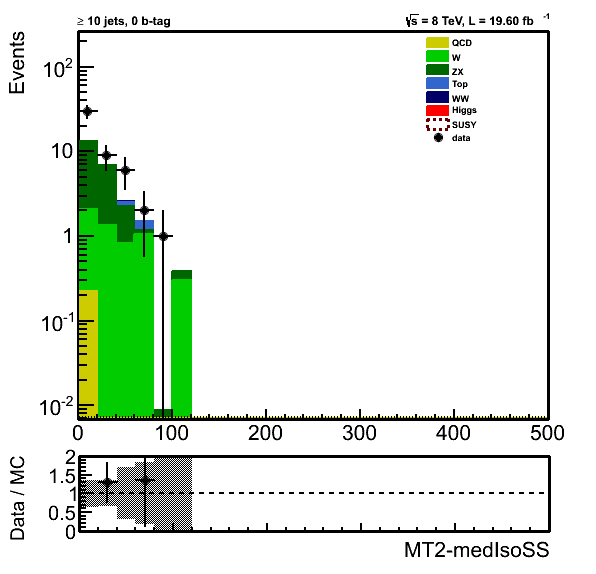 ≥ 10 jets, 0 b-tag
√s = 8 TeV, L = 19.60 fb⁻¹
Events
QCD
W
ZX
Top
WW
Higgs
SUSY
data
10²
10
1
10⁻¹
10⁻²
0 100 200 300 400 500
Data / MC
2
1.5
1
0.5
0
MT2-medIsoSS